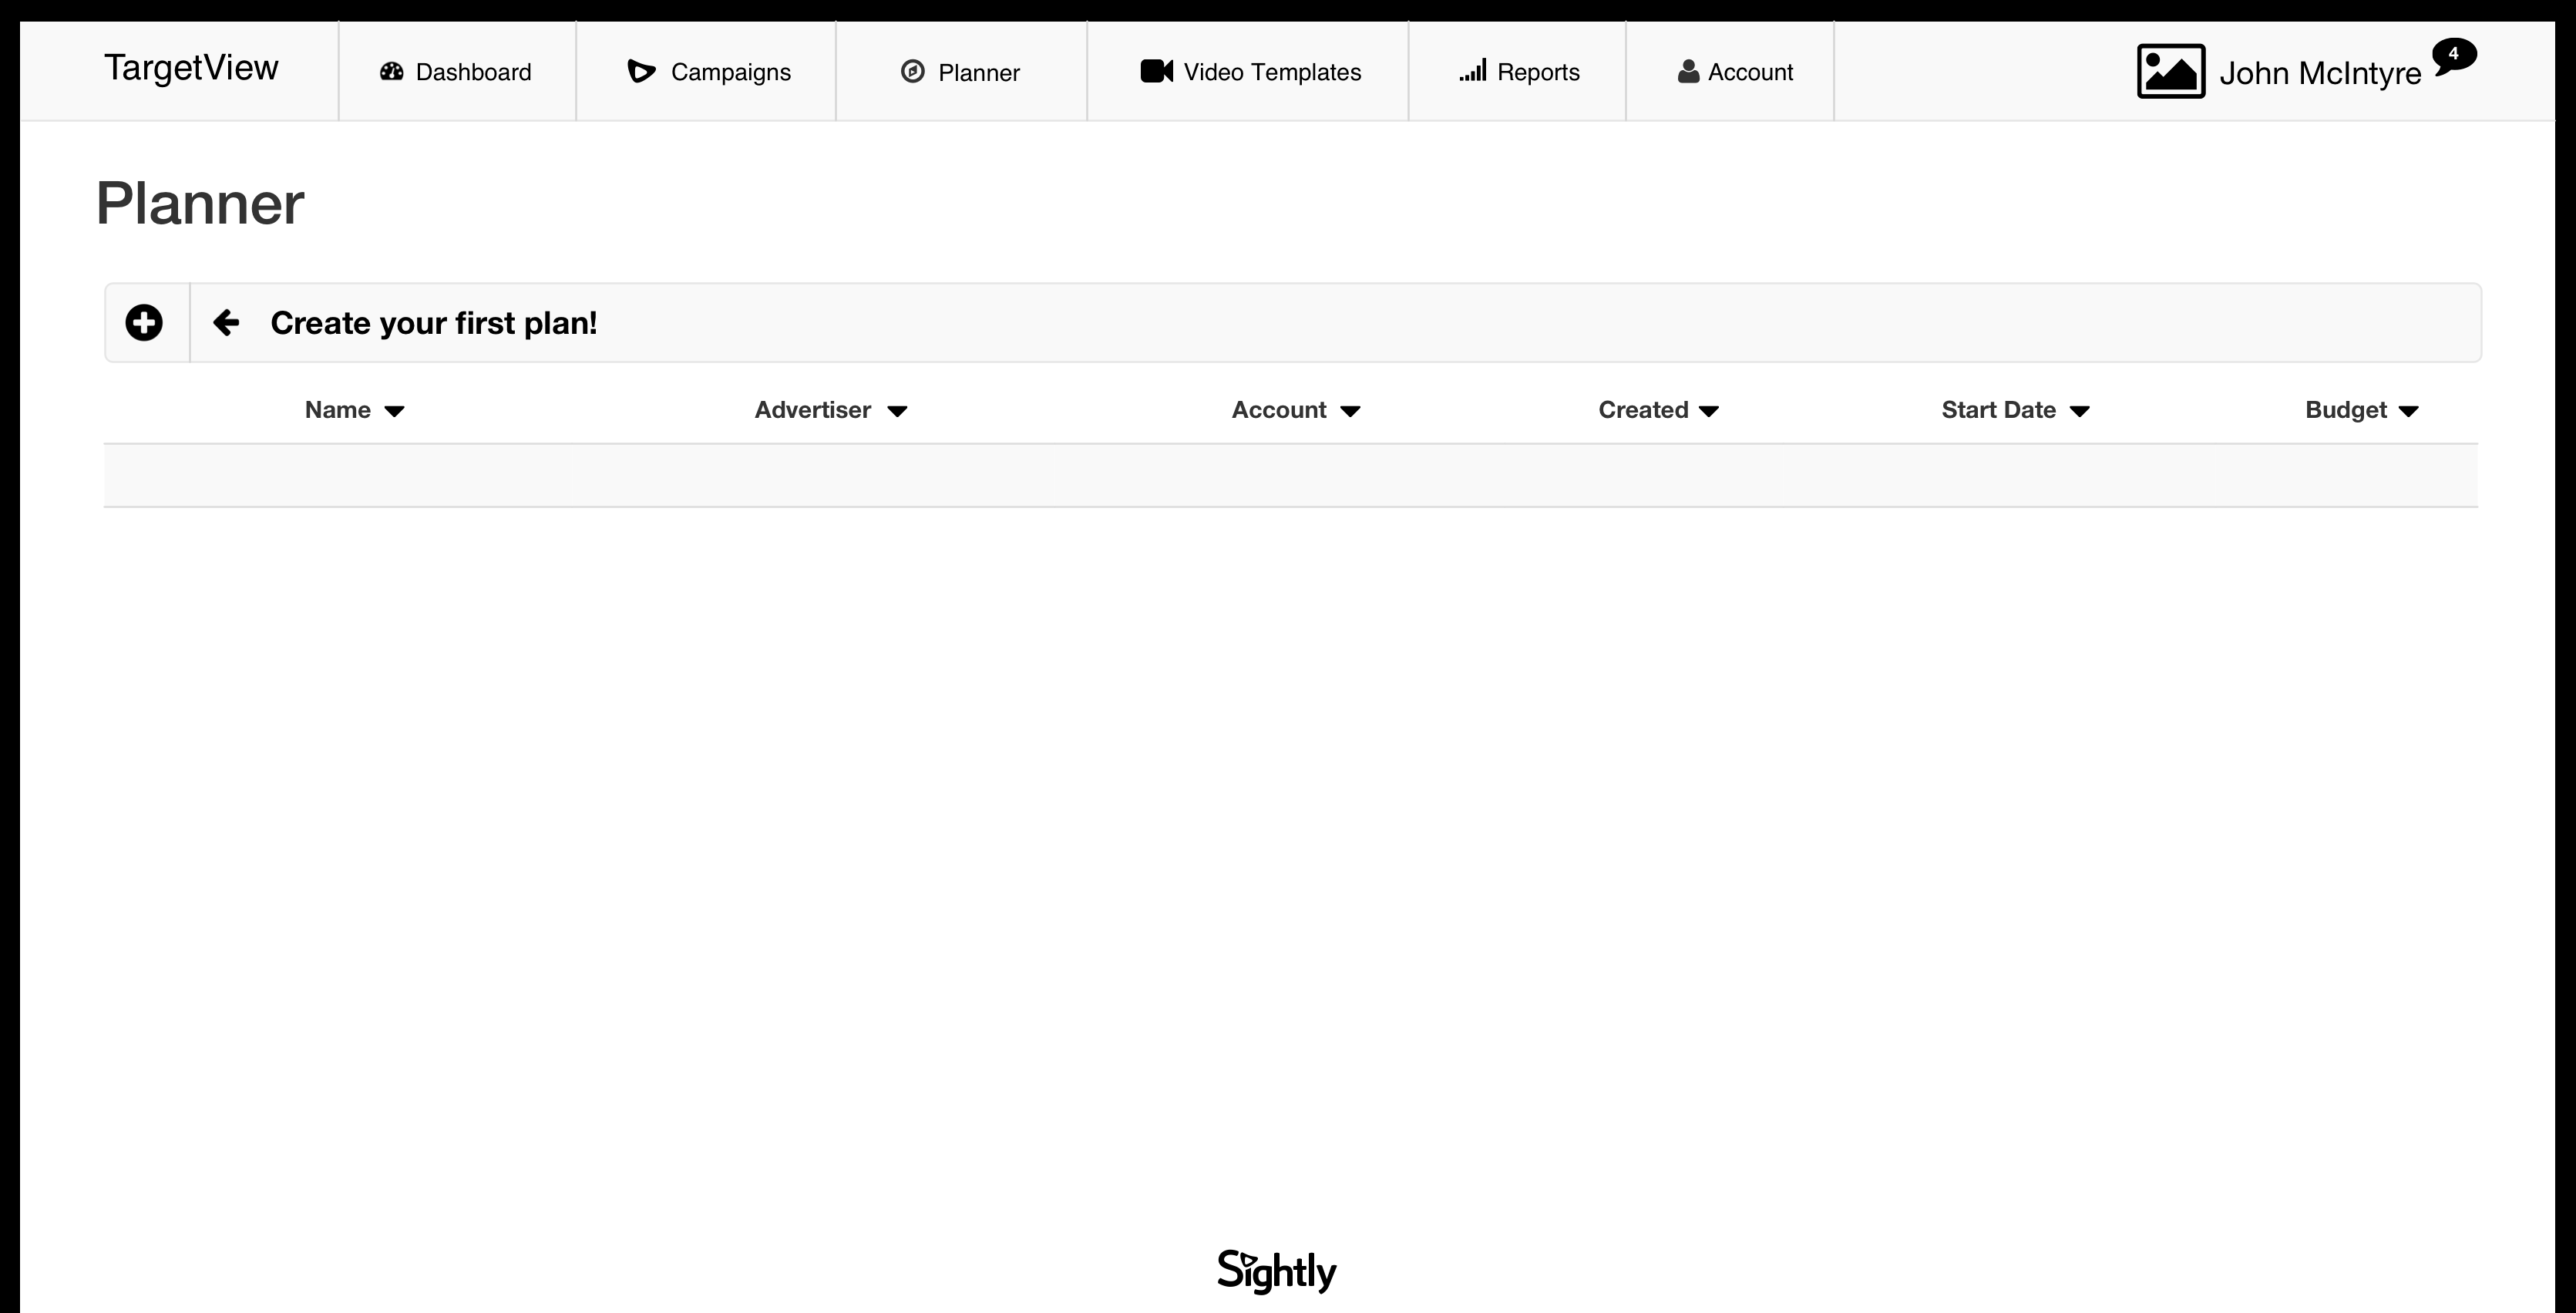 TargetView Dashboard Campaigns Planner Video Templates Reports Account John McIntyre 4
Planner
Create your first plan!
Name Advertiser Account Created Start Date Budget
Sightly